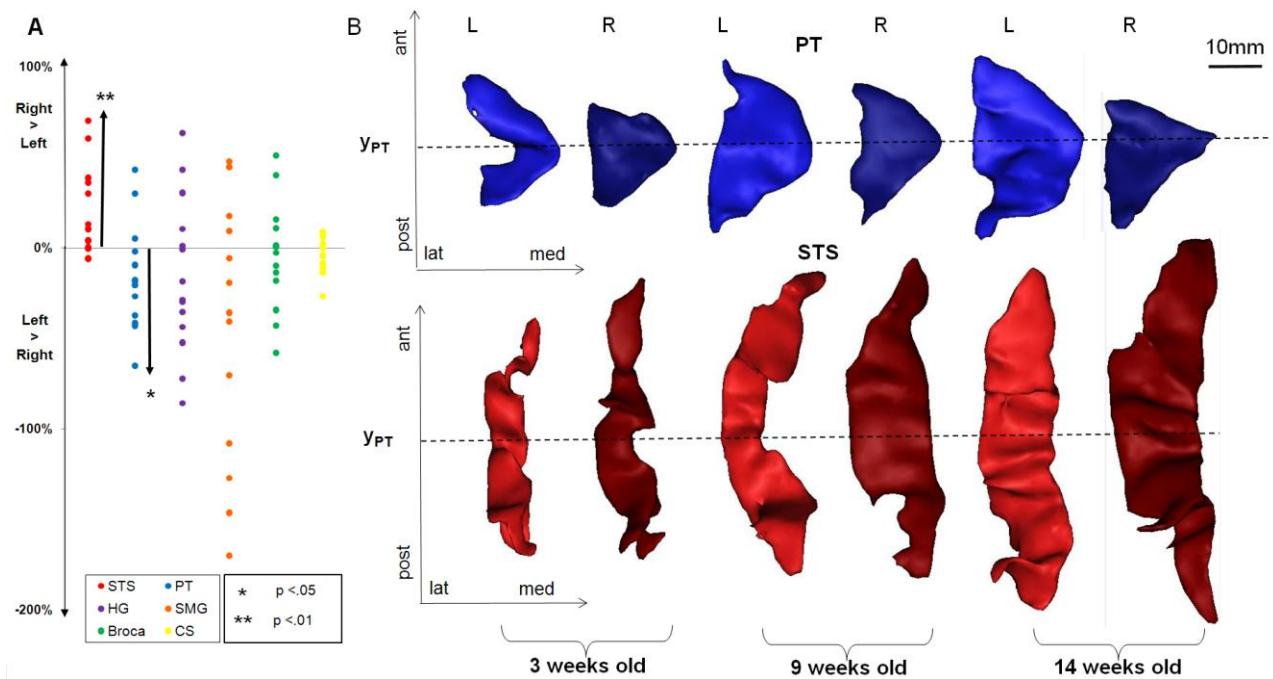 A
100%
Right
>
Left
**
0%
Left
>
Right
*
-100%
-200%
STS PT
HG SMG
Broca CS
* p <.05
** p <.01
B
L R L R L R
PT
10mm
ant
yPT
post
lat med
STS
ant
yPT
post
lat med
3 weeks old 9 weeks old 14 weeks old